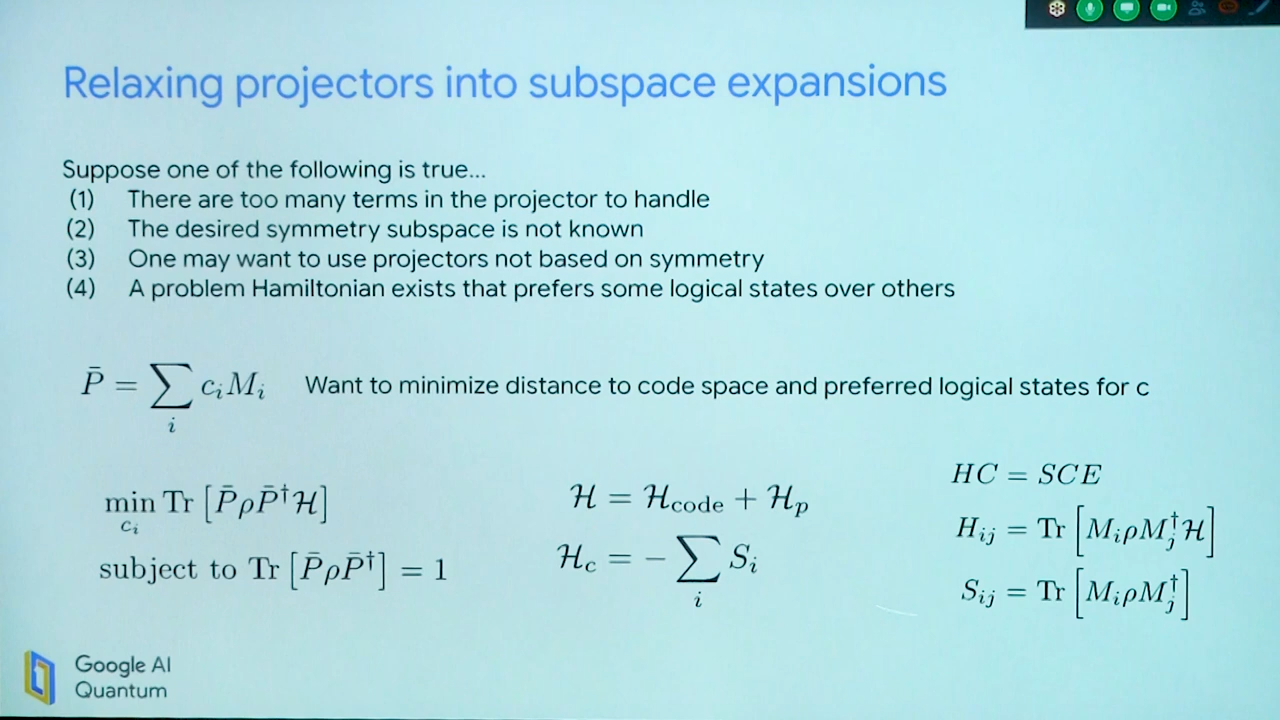 Relaxing projectors into subspace expansions
Suppose one of the following is true...
(1) There are too many terms in the projector to handle
(2) The desired symmetry subspace is not known
(3) One may want to use projectors not based on symmetry
(4) A problem Hamiltonian exists that prefers some logical states over others
P̄ = ∑_i c_i M_i Want to minimize distance to code space and preferred logical states for c
min_{c_i} Tr [P̄ρP̄†ℋ]
subject to Tr [P̄ρP̄†] = 1
ℋ = ℋ_code + ℋ_p
ℋ_c = − ∑_i S_i
HC = SCE
H_ij = Tr [M_i ρ M_j† ℋ]
S_ij = Tr [M_i ρ M_j†]
Google AI
Quantum